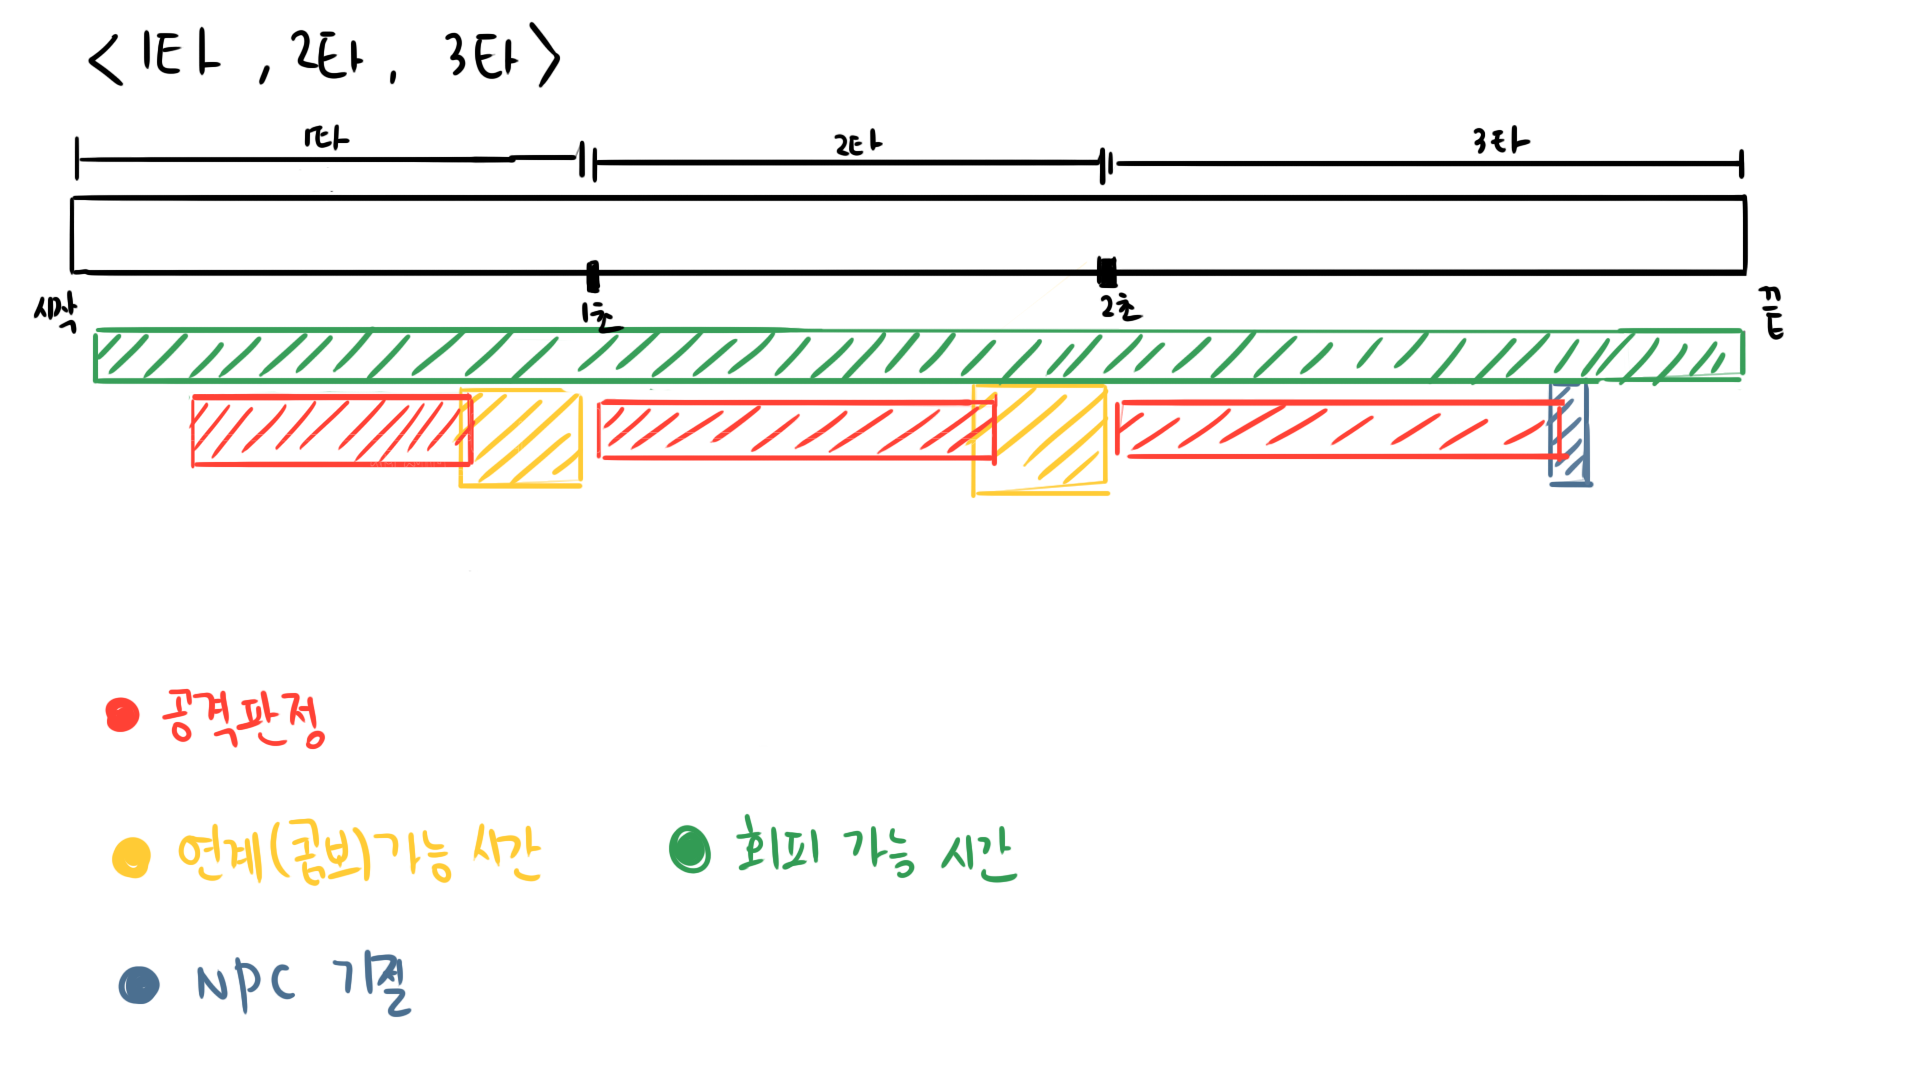 <1타, 2타, 3타>
1타 2타 3타
시작 1초 2초 끝
공격판정
연계(콤보)가능 시간 회피 가능 시간
NPC 기절